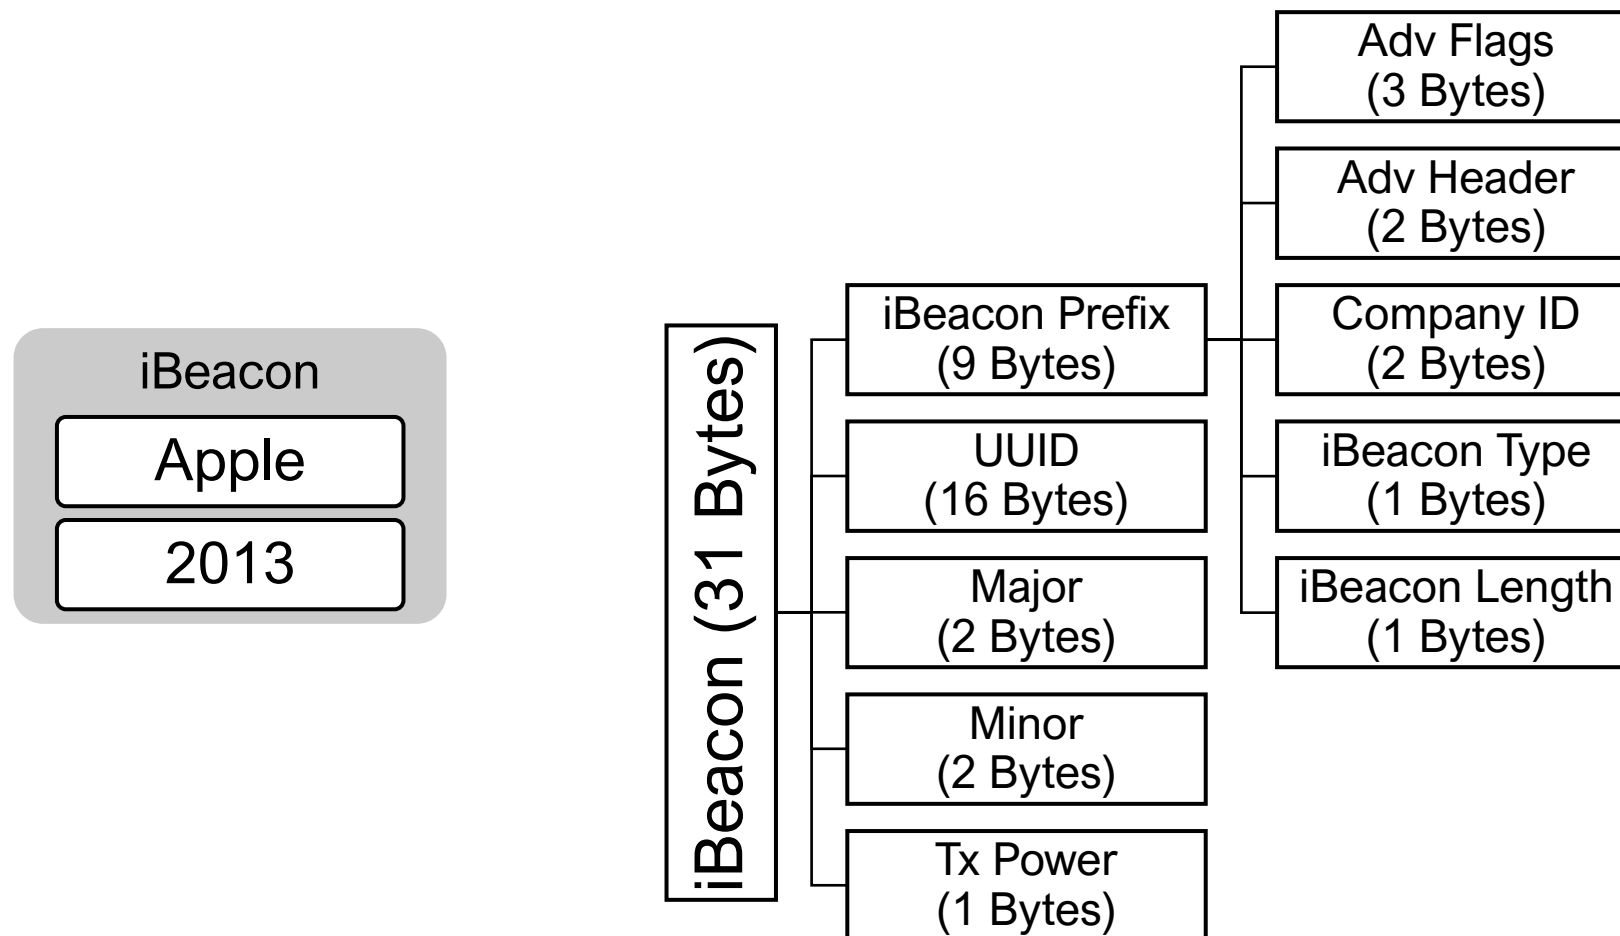 iBeacon
Apple
2013
iBeacon (31 Bytes)
iBeacon Prefix
(9 Bytes)
UUID
(16 Bytes)
Major
(2 Bytes)
Minor
(2 Bytes)
Tx Power
(1 Bytes)
Adv Flags
(3 Bytes)
Adv Header
(2 Bytes)
Company ID
(2 Bytes)
iBeacon Type
(1 Bytes)
iBeacon Length
(1 Bytes)